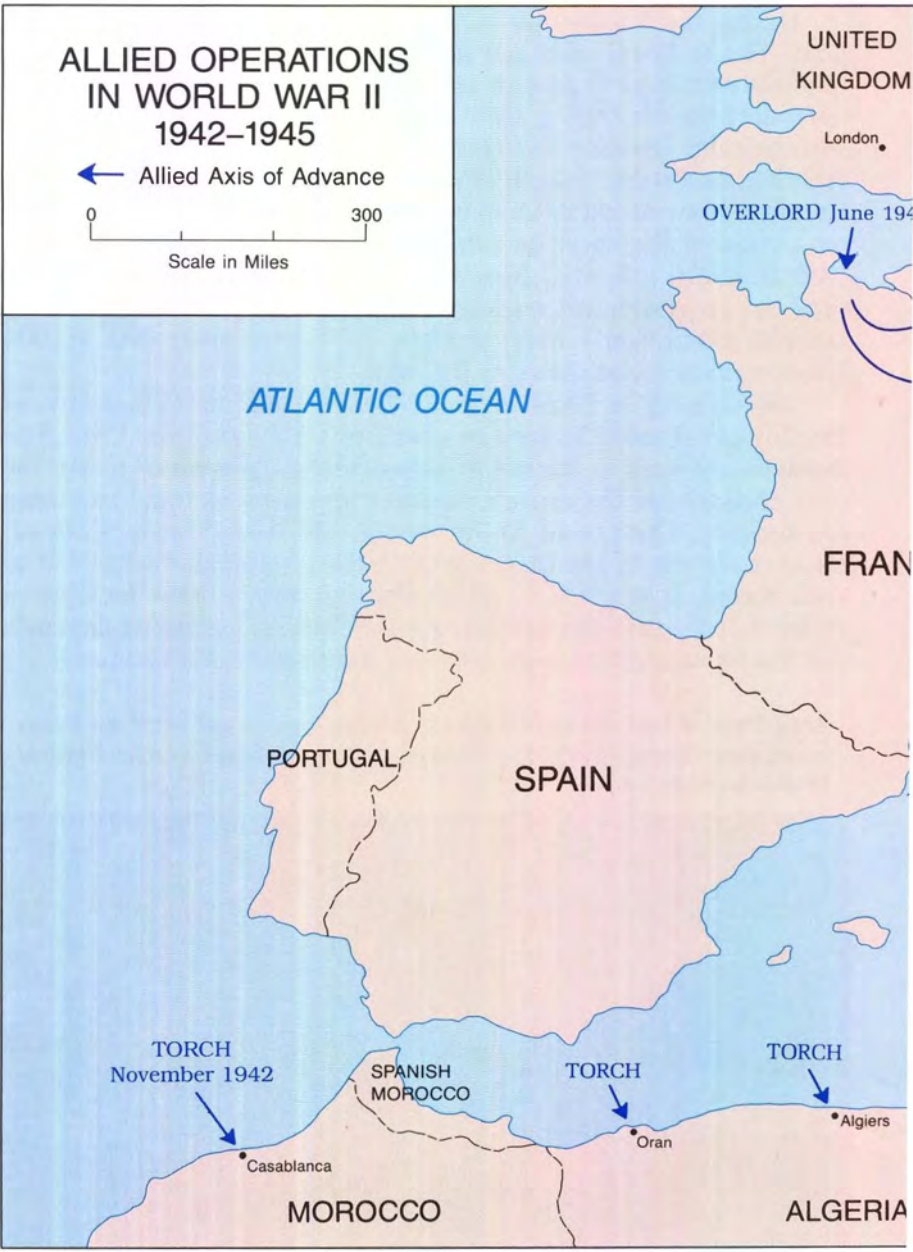 ALLIED OPERATIONS
IN WORLD WAR II
1942–1945
Allied Axis of Advance
0 300
Scale in Miles
UNITED
KINGDOM
London
OVERLORD June 194
ATLANTIC OCEAN
FRAN
PORTUGAL
SPAIN
TORCH
November 1942
SPANISH
MOROCCO
TORCH
TORCH
Algiers
Oran
Casablanca
MOROCCO
ALGERIA